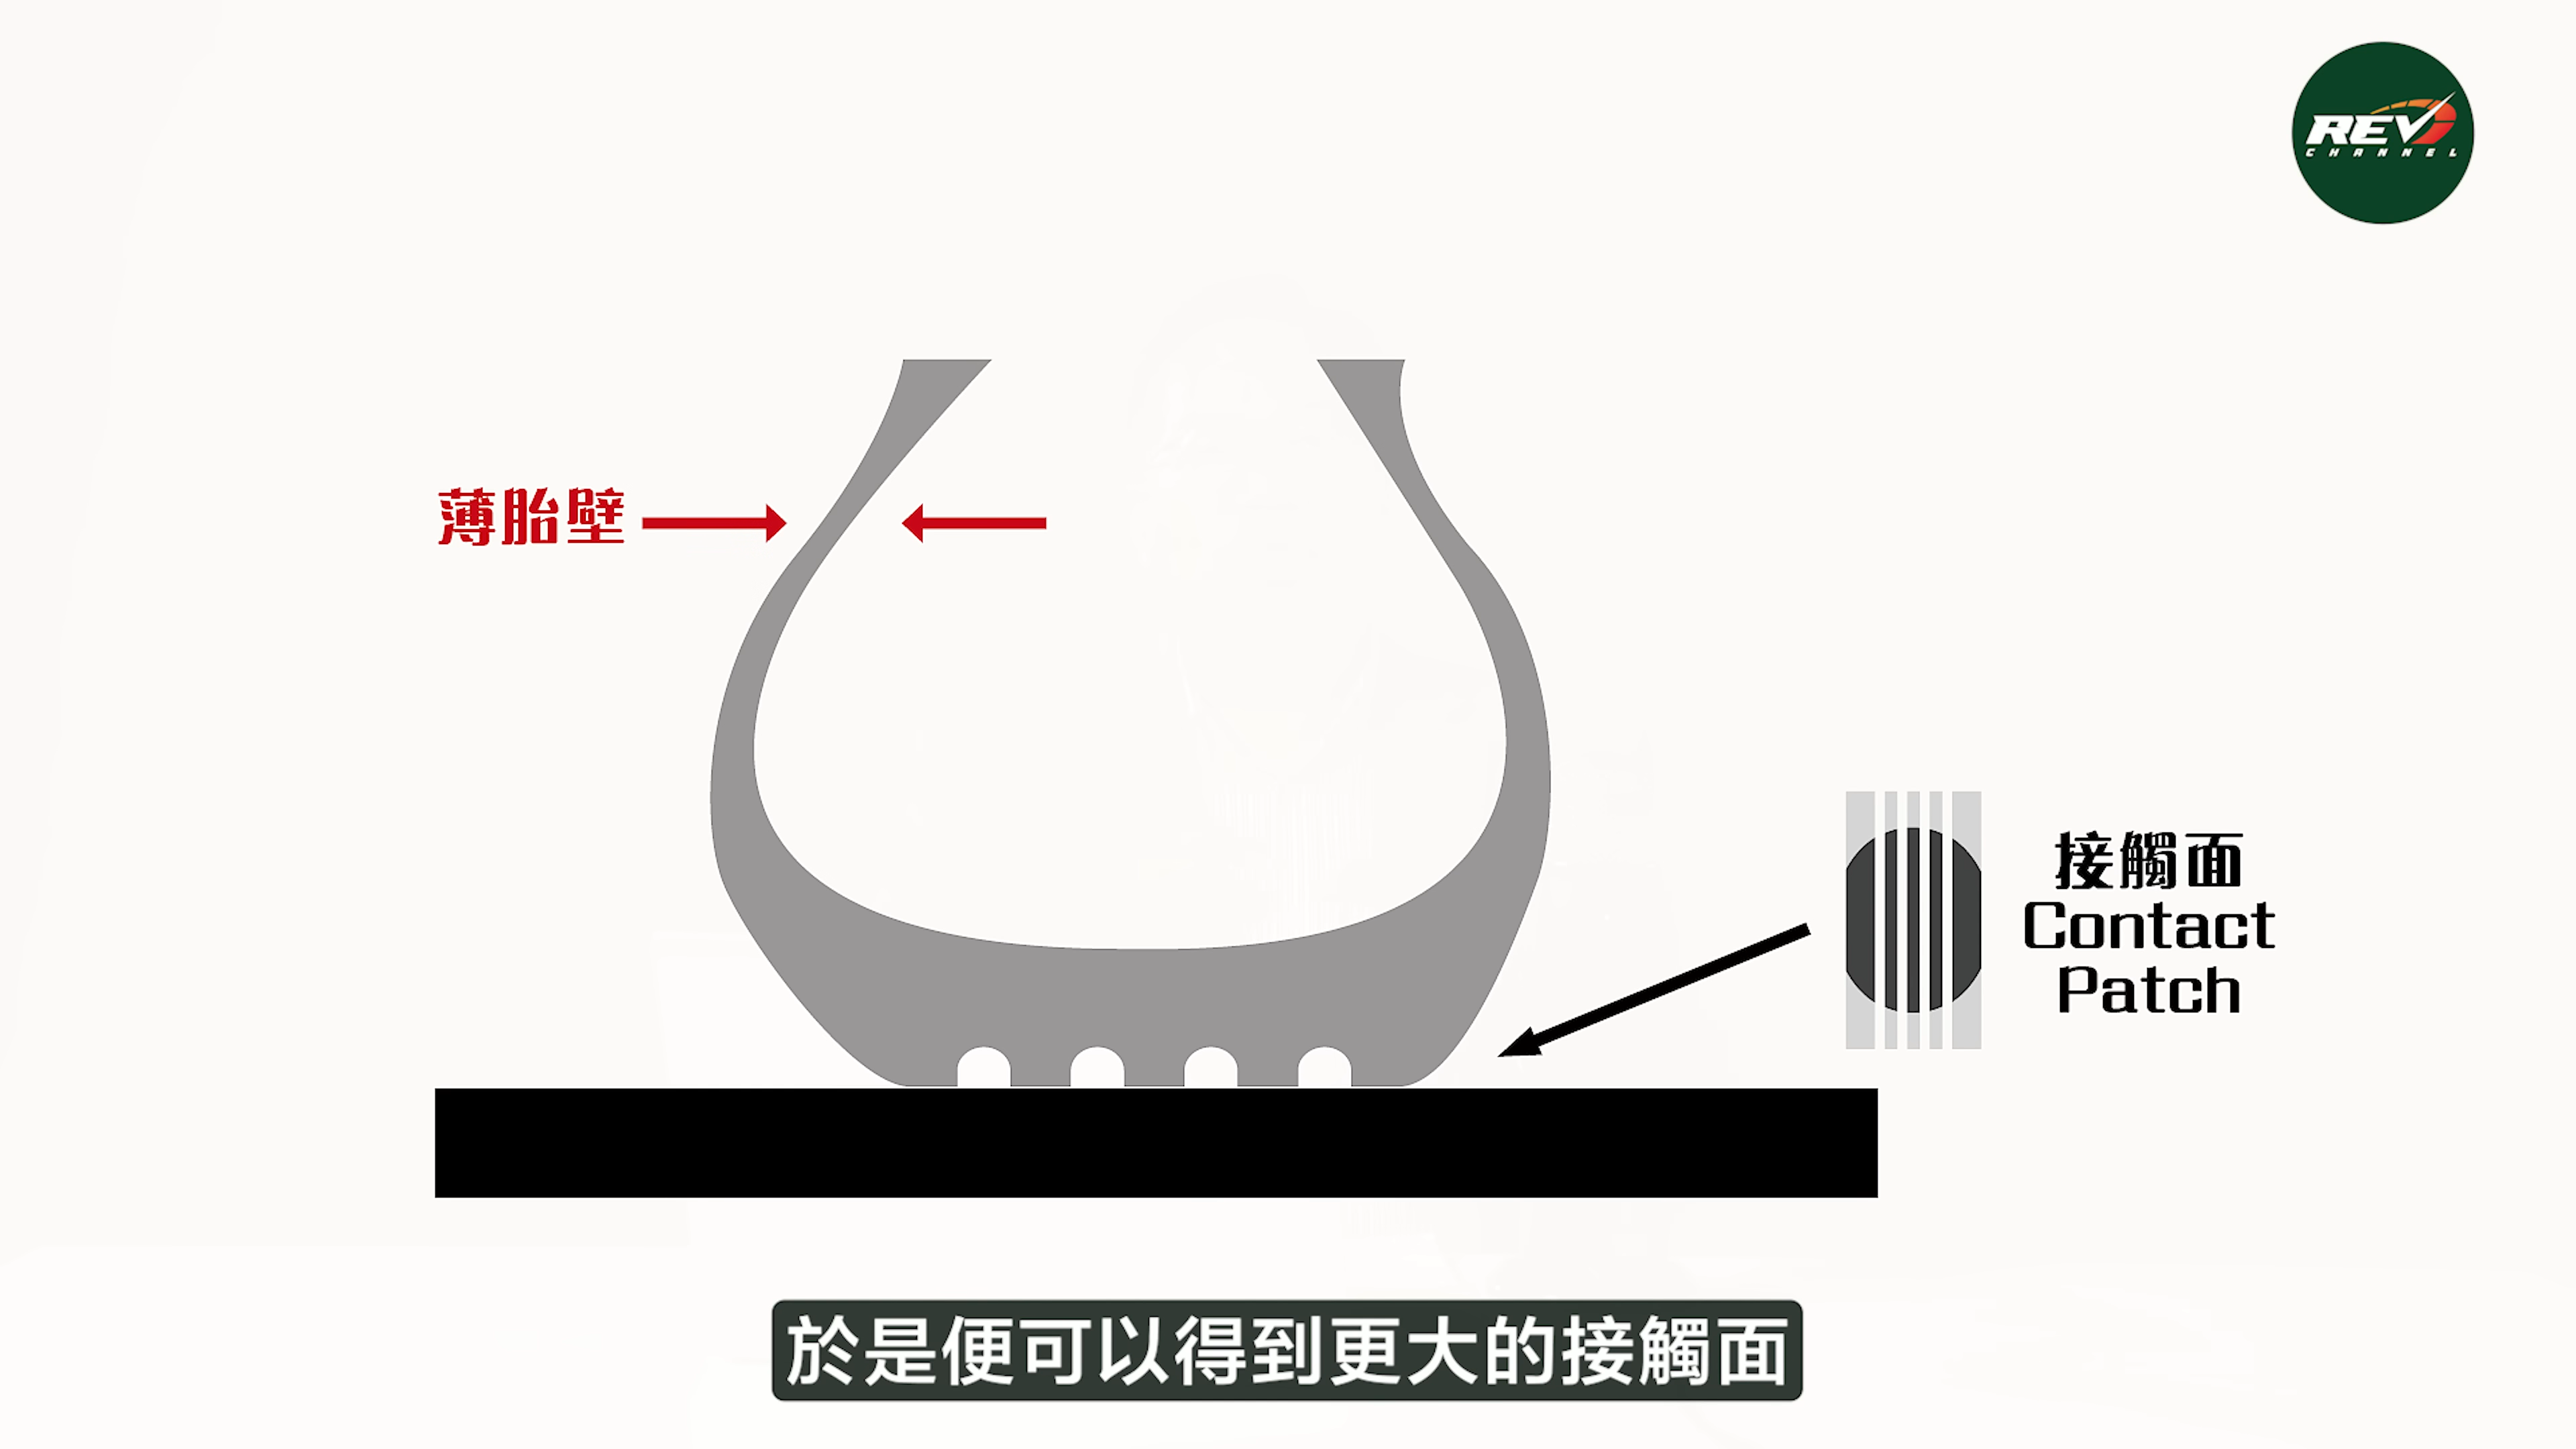 REV
CHANNEL
薄胎壁
接觸面
Contact
Patch
於是便可以得到更大的接觸面